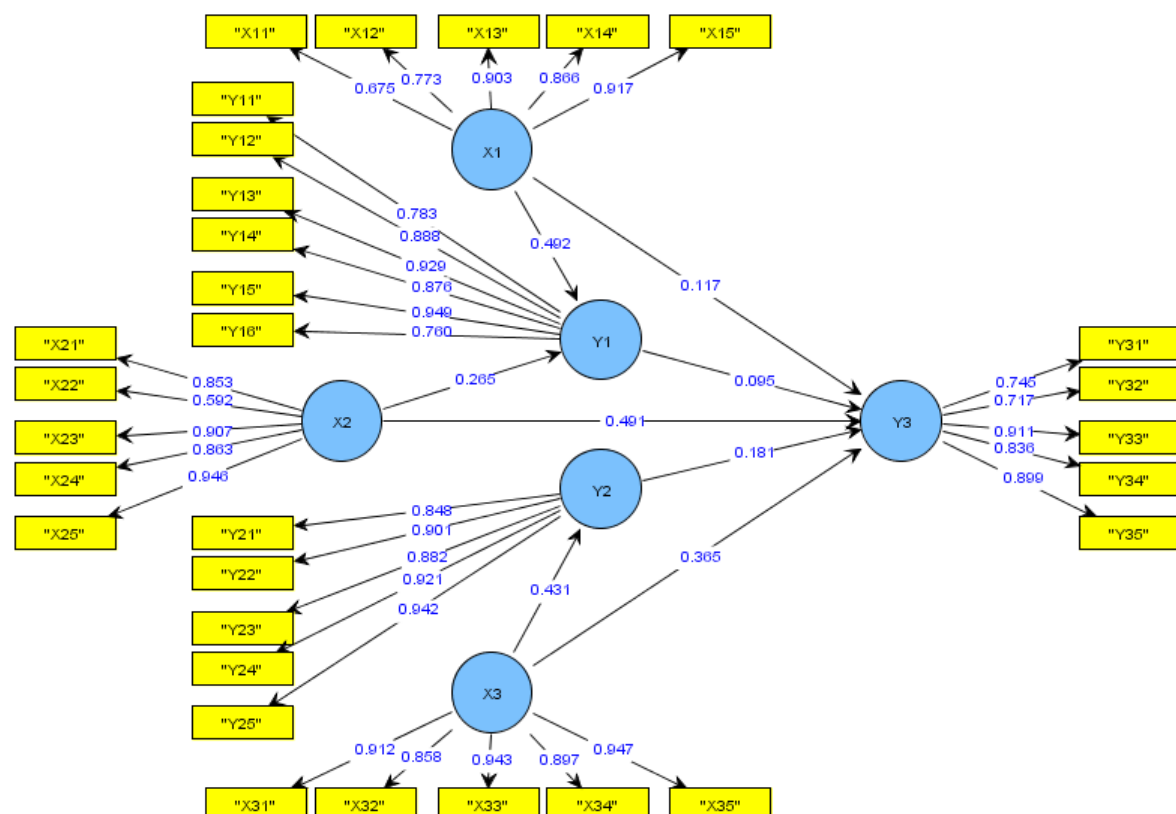 "X11" "X12" "X13" "X14" "X15"
0.675 0.773 0.903 0.866 0.917
"Y11"
"Y12"
X1
"Y13"
"Y14"
0.783
0.888
0.492
0.929
0.876
0.117
"Y15"
0.949
"Y16"
0.760
Y1
"X21"
"X22"
0.853
0.592
0.265
0.095
"Y31"
0.745
"Y32"
0.717
"X23"
0.907
X2
0.491
Y3
0.911
"Y33"
"X24"
0.863
0.836
"Y34"
0.946
0.181
0.899
"X25"
Y2
"Y35"
"Y21"
0.848
0.901
"Y22"
0.882
0.921
0.942
0.365
0.431
"Y23"
"Y24"
"Y25"
X3
0.912 0.858 0.943 0.897 0.947
"X31" "X32" "X33" "X34" "X35"